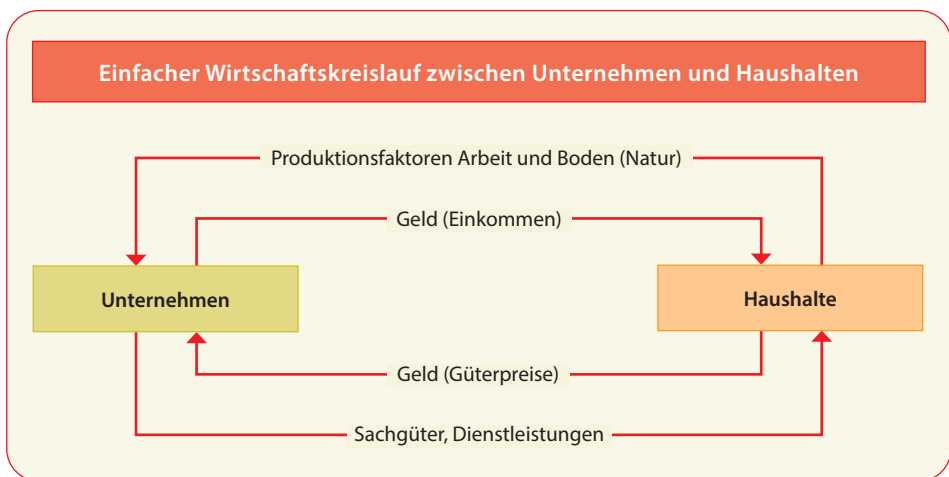 Einfacher Wirtschaftskreislauf zwischen Unternehmen und Haushalten
Produktionsfaktoren Arbeit und Boden (Natur)
Geld (Einkommen)
Unternehmen
Haushalte
Geld (Güterpreise)
Sachgüter, Dienstleistungen